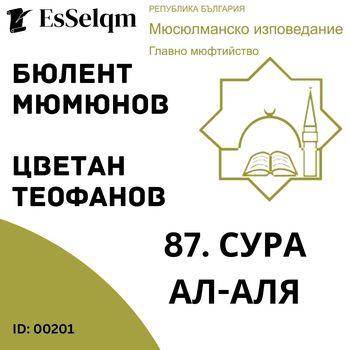 EsSelqm
РЕПУБЛИКА БЪЛГАРИЯ
Мюсюлманско изповедание
Главно мюфтийство
БЮЛЕНТ
МЮМЮНОВ
ЦВЕТАН
ТЕОФАНОВ
87. СУРА
АЛ-АЛЯ
ID: 00201